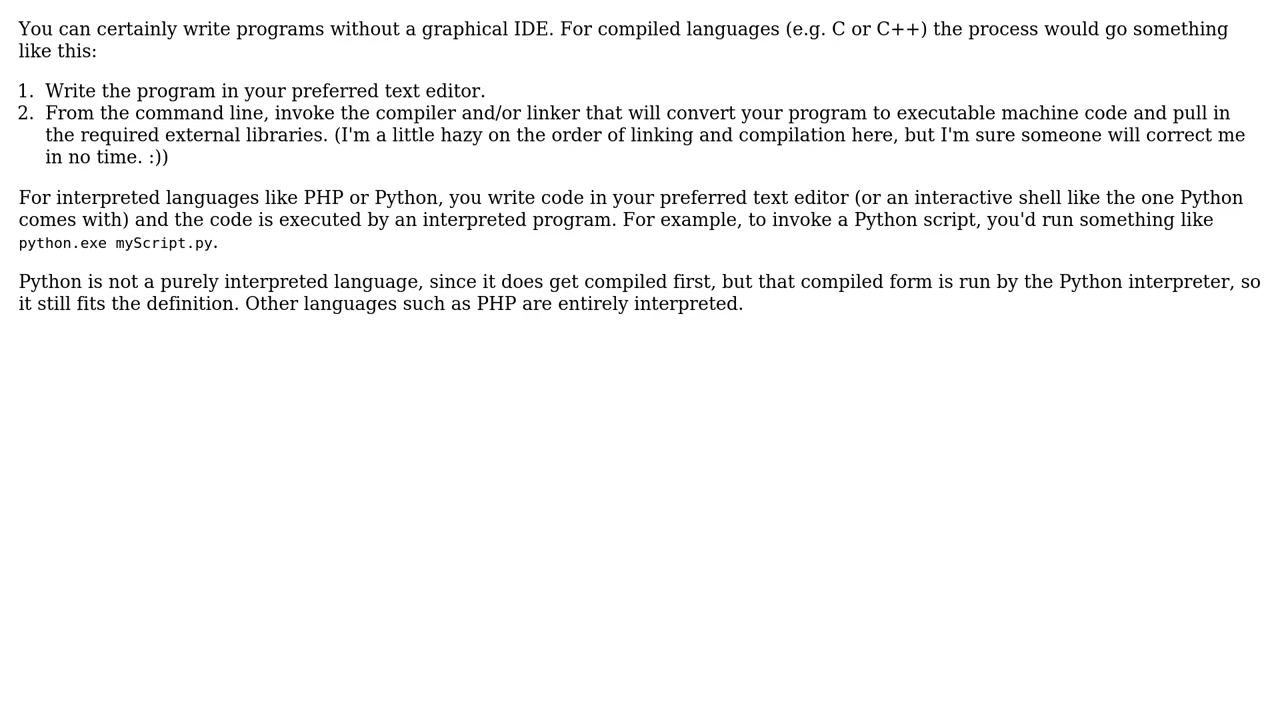 You can certainly write programs without a graphical IDE. For compiled languages (e.g. C or C++) the process would go something
like this:
1. Write the program in your preferred text editor.
2. From the command line, invoke the compiler and/or linker that will convert your program to executable machine code and pull in
the required external libraries. (I'm a little hazy on the order of linking and compilation here, but I'm sure someone will correct me
in no time. :))
For interpreted languages like PHP or Python, you write code in your preferred text editor (or an interactive shell like the one Python
comes with) and the code is executed by an interpreted program. For example, to invoke a Python script, you'd run something like
python.exe myScript.py.
Python is not a purely interpreted language, since it does get compiled first, but that compiled form is run by the Python interpreter, so
it still fits the definition. Other languages such as PHP are entirely interpreted.